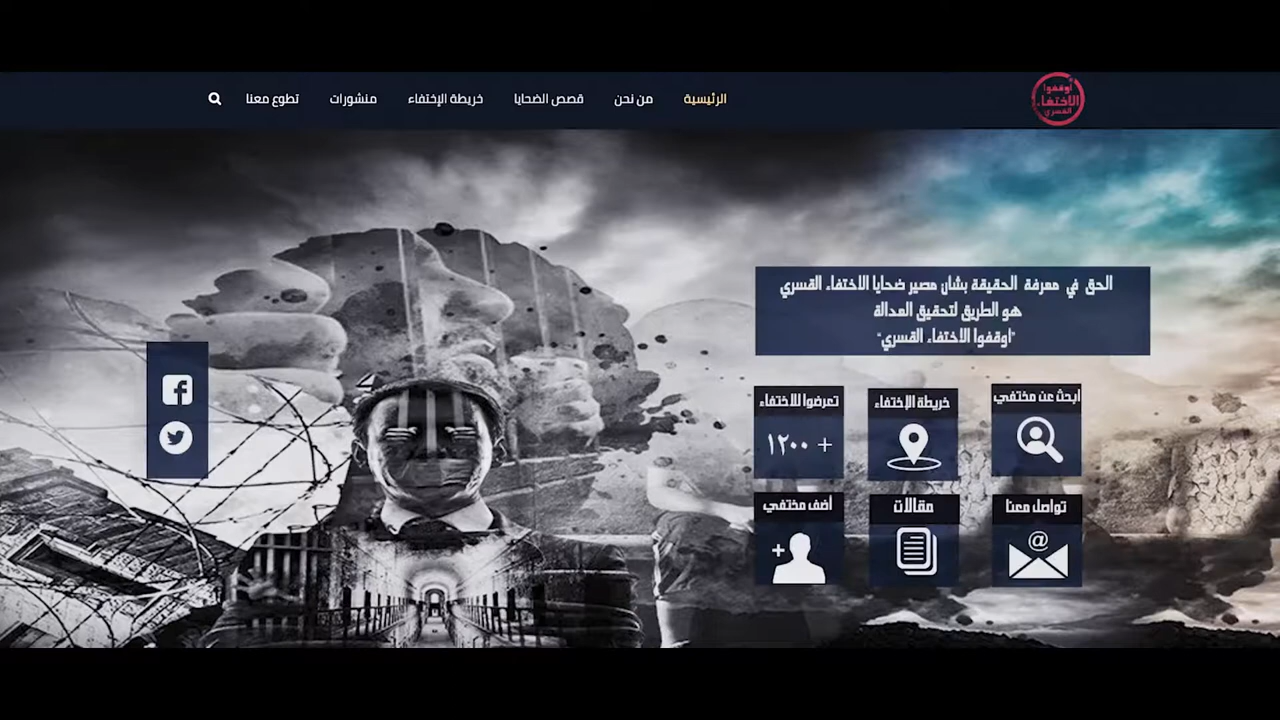 أوقفوا
الاختفاء
القسري
الرئيسية
من نحن
قصص الضحايا
خريطة الإختفاء
منشورات
تطوع معنا
الحق في معرفة الحقيقة بشان مصير ضحايا الاختفاء القسري
هو الطريق لتحقيق العدالة
"اوقفوا الاختفاء القسري"
ابحث عن مختفي
خريطة الإختفاء
تعرضوا للاختفاء
+ ١٢٠٠
تواصل معنا
@
مقالات
أضف مختفي
+